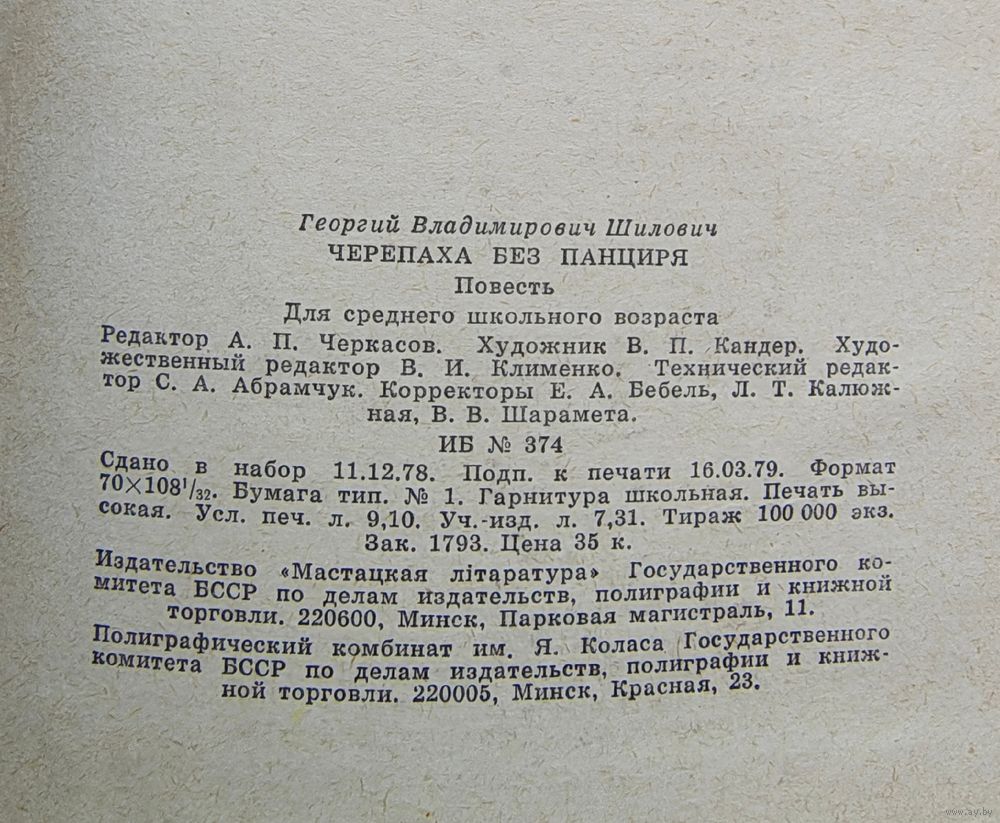 Георгий Владимирович Шилович
ЧЕРЕПАХА БЕЗ ПАНЦИРЯ
Повесть
Для среднего школьного возраста
Редактор А. П. Черкасов. Художник В. П. Кандер. Худо-
жественный редактор В. И. Клименко. Технический редак-
тор С. А. Абрамчук. Корректоры Е. А. Бебель, Л. Т. Калюж-
ная, В. В. Шарамета.
ИБ № 374
Сдано в набор 11.12.78. Подп. к печати 16.03.79. Формат
70×108¹/₃₂. Бумага тип. № 1. Гарнитура школьная. Печать вы-
сокая. Усл. печ. л. 9,10. Уч.-изд. л. 7,31. Тираж 100 000 экз.
Зак. 1793. Цена 35 к.
Издательство «Мастацкая літаратура» Государственного ко-
митета БССР по делам издательств, полиграфии и книжной
торговли. 220600, Минск, Парковая магистраль, 11.
Полиграфический комбинат им. Я. Коласа Государственного
комитета БССР по делам издательств, полиграфии и книж-
ной торговли. 220005, Минск, Красная, 23.
www.ay.by